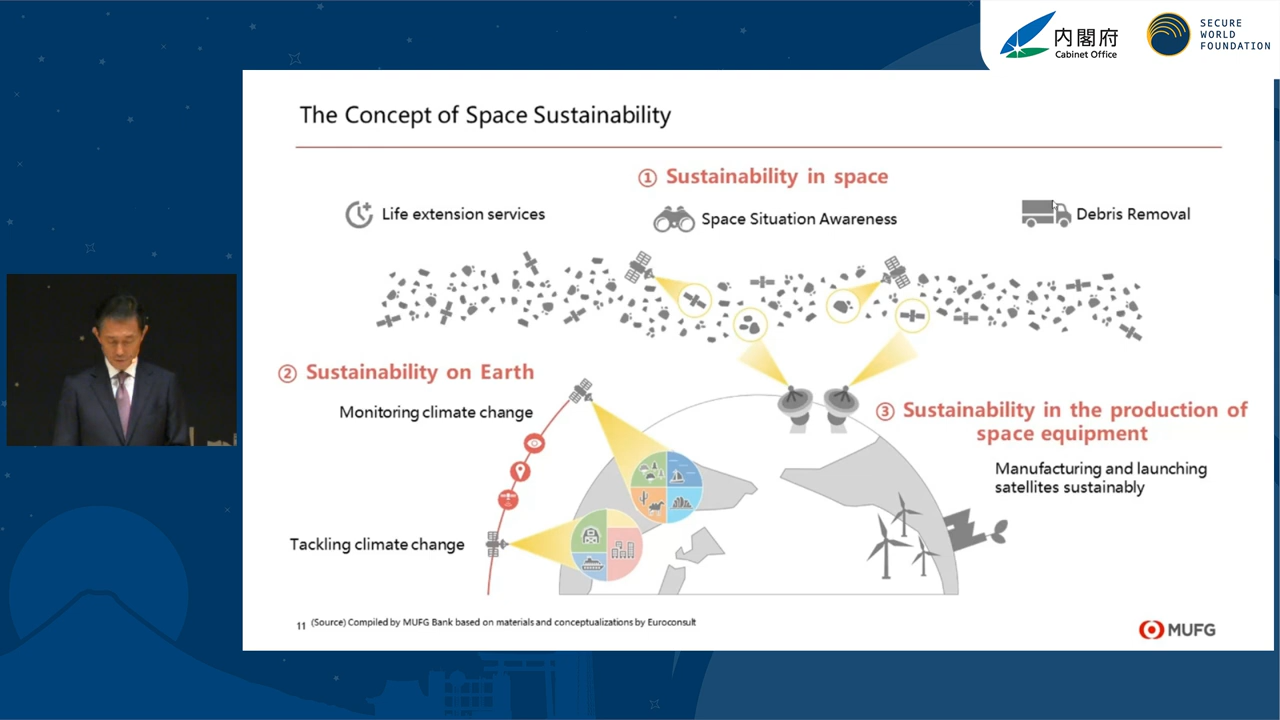 内閣府
Cabinet Office
SECURE
WORLD
FOUNDATION
The Concept of Space Sustainability
① Sustainability in space
Life extension services
Space Situation Awareness
Debris Removal
② Sustainability on Earth
Monitoring climate change
③ Sustainability in the production of
space equipment
Manufacturing and launching
satellites sustainably
Tackling climate change
11 (Source) Compiled by MUFG Bank based on materials and conceptualizations by Euroconsult
MUFG